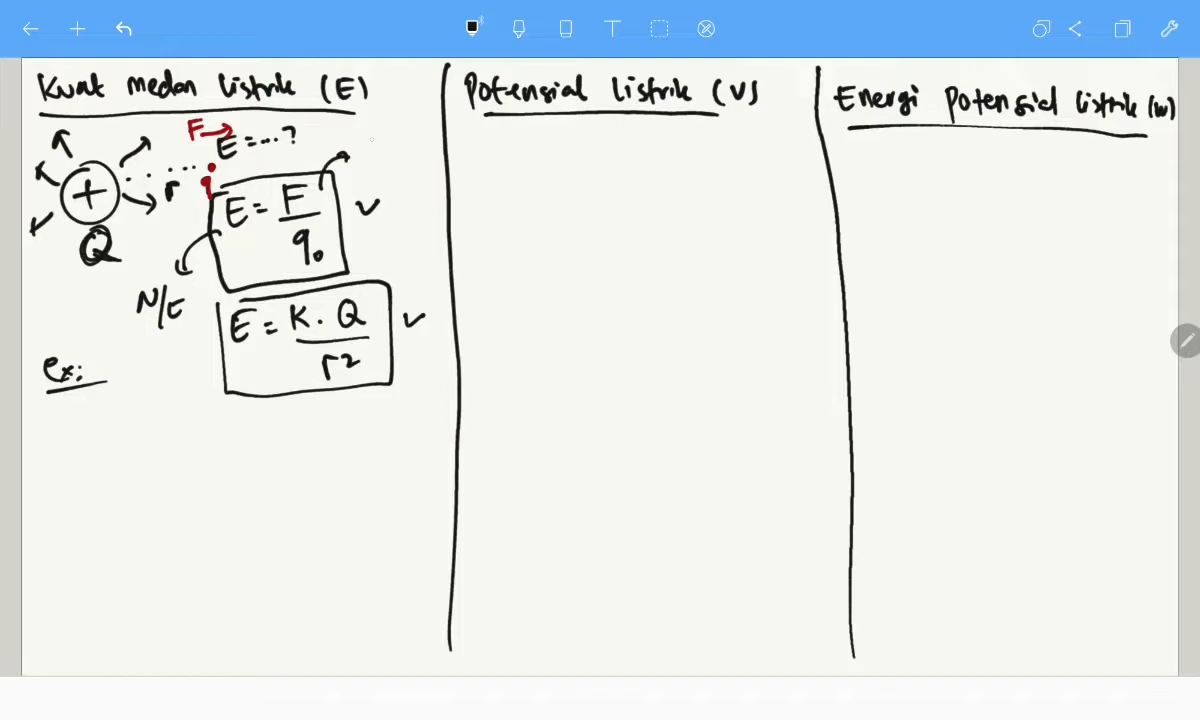 Kuat medan listrik (E)
F
E = ...? 
r
q
+
Q
E = F / q₀
N/C
E = K . Q / r²
ex:
Potensial listrik (V)
Energi potensial listrik (W)